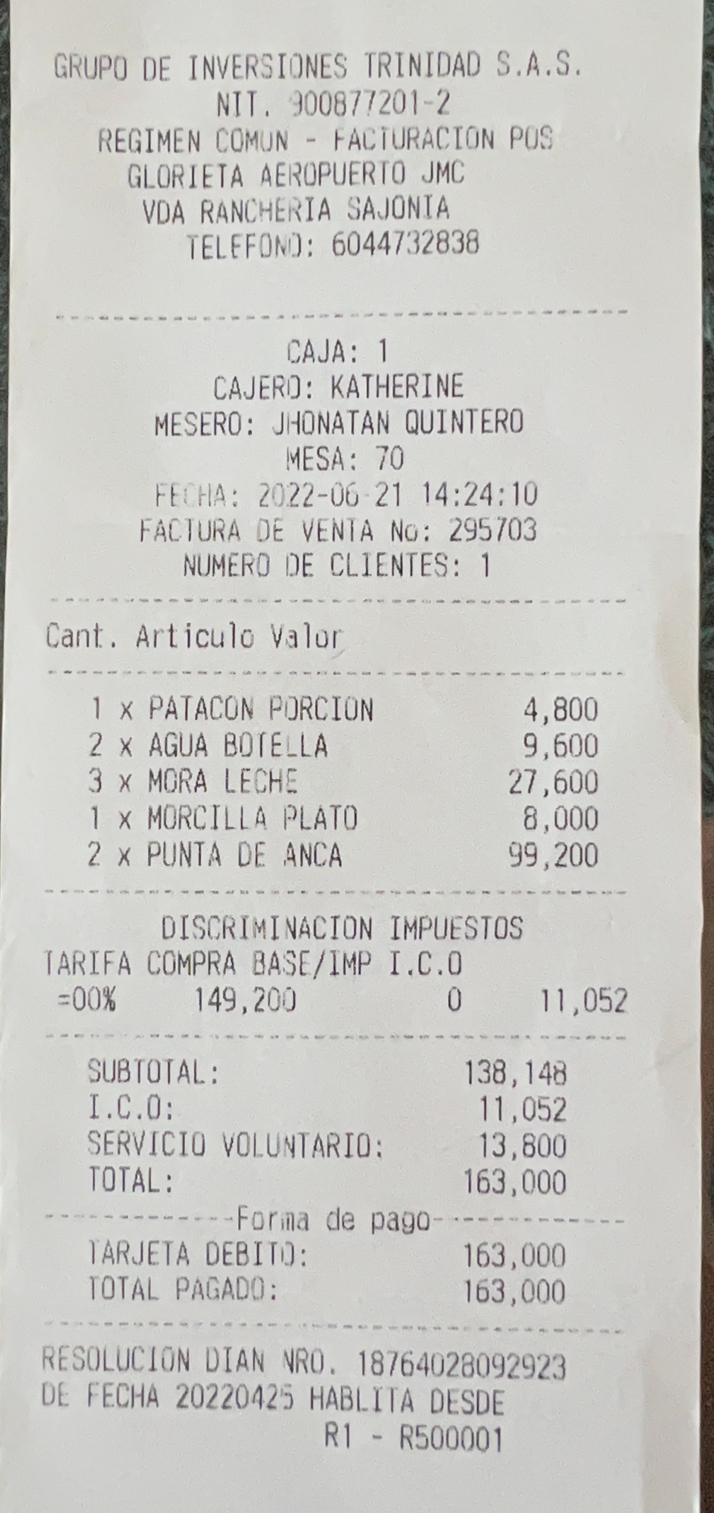 GRUPO DE INVERSIONES TRINIDAD S.A.S.
NIT. 900877201-2
REGIMEN COMUN - FACTURACION POS
GLORIETA AEROPUERTO JMC
VDA RANCHERIA SAJONIA
TELEFONO: 6044732838
CAJA: 1
CAJERO: KATHERINE
MESERO: JHONATAN QUINTERO
MESA: 70
FECHA: 2022-06-21 14:24:10
FACTURA DE VENTA No: 295703
NUMERO DE CLIENTES: 1
Cant. Articulo Valor
1 x PATACON PORCION 4,800
2 x AGUA BOTELLA 9,600
3 x MORA LECHE 27,600
1 x MORCILLA PLATO 8,000
2 x PUNTA DE ANCA 99,200
DISCRIMINACION IMPUESTOS
TARIFA COMPRA BASE/IMP I.C.O
=00% 149,200 0 11,052
SUBTOTAL: 138,148
I.C.O: 11,052
SERVICIO VOLUNTARIO: 13,800
TOTAL: 163,000
-------------Forma de pago-------------
TARJETA DEBITO: 163,000
TOTAL PAGADO: 163,000
RESOLUCION DIAN NRO. 18764028092923
DE FECHA 20220425 HABLITA DESDE
R1 - R500001